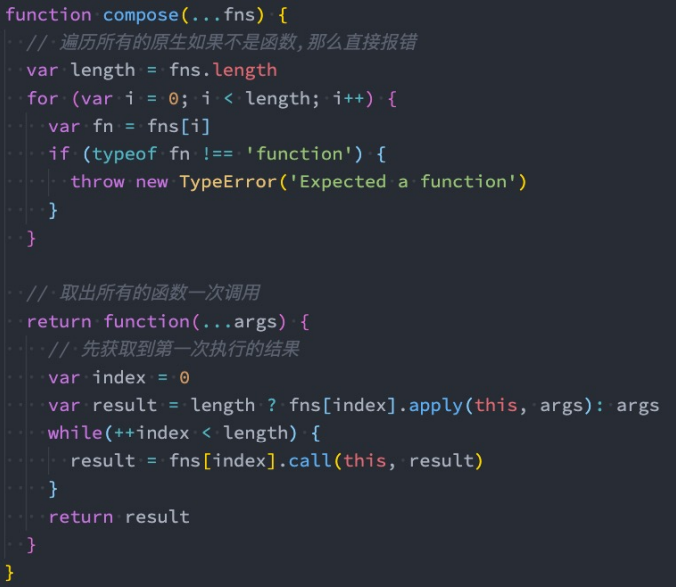 function compose(...fns) {
  // 遍历所有的原生如果不是函数,那么直接报错
  var length = fns.length
  for (var i = 0; i < length; i++) {
    var fn = fns[i]
    if (typeof fn !== 'function') {
      throw new TypeError('Expected a function')
    }
  }

  // 取出所有的函数一次调用
  return function(...args) {
    // 先获取到第一次执行的结果
    var index = 0
    var result = length ? fns[index].apply(this, args): args
    while(++index < length) {
      result = fns[index].call(this, result)
    }
    return result
  }
}